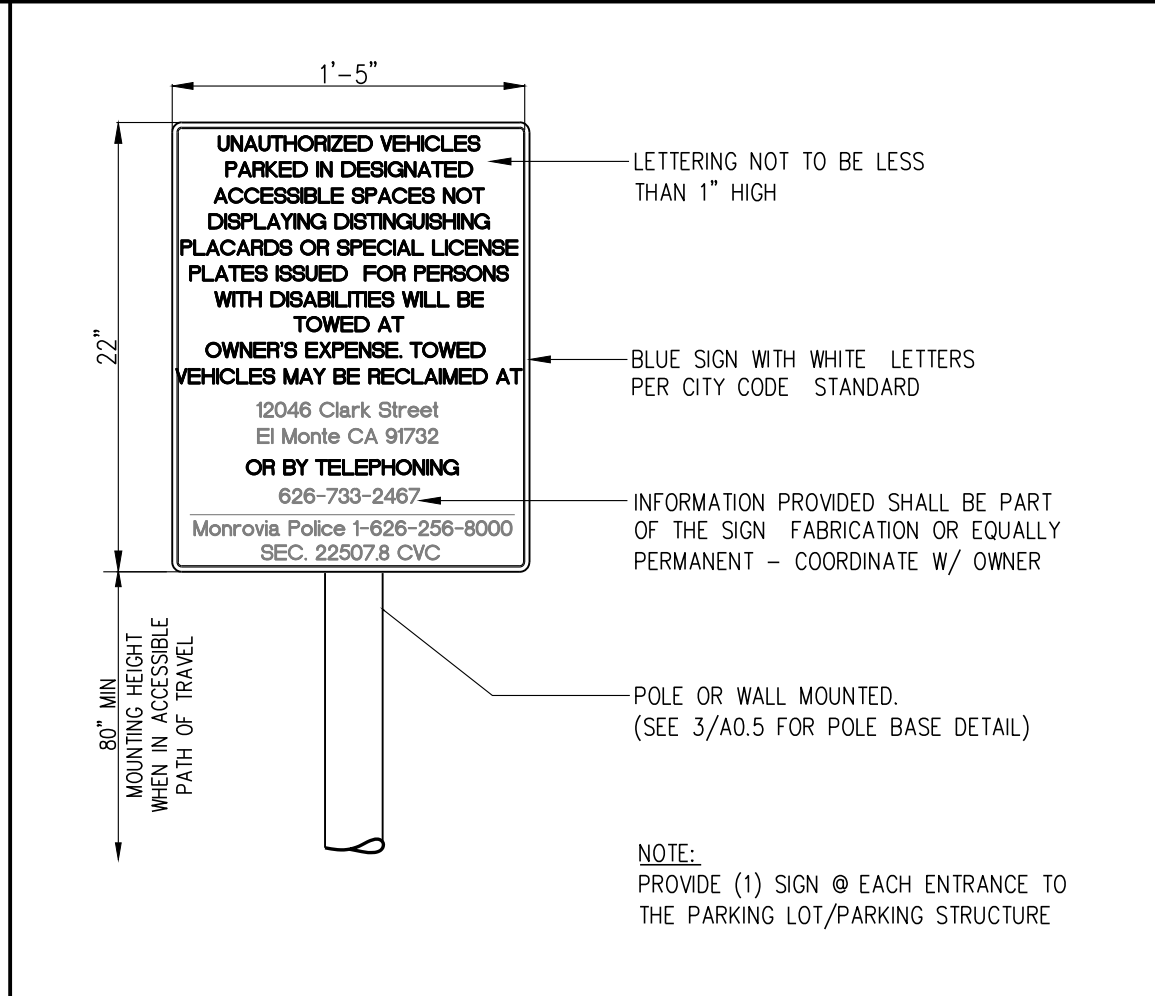 1'-5"
UNAUTHORIZED VEHICLES
PARKED IN DESIGNATED
ACCESSIBLE SPACES NOT
DISPLAYING DISTINGUISHING
PLACARDS OR SPECIAL LICENSE
PLATES ISSUED FOR PERSONS
WITH DISABILITIES WILL BE
TOWED AT
OWNER'S EXPENSE. TOWED
VEHICLES MAY BE RECLAIMED AT
12046 Clark Street
El Monte CA 91732
OR BY TELEPHONING
626-733-2467
Monrovia Police 1-626-256-8000
SEC. 22507.8 CVC
22"
80" MIN
MOUNTING HEIGHT
WHEN IN ACCESSIBLE
PATH OF TRAVEL
LETTERING NOT TO BE LESS
THAN 1" HIGH
BLUE SIGN WITH WHITE LETTERS
PER CITY CODE STANDARD
INFORMATION PROVIDED SHALL BE PART
OF THE SIGN FABRICATION OR EQUALLY
PERMANENT – COORDINATE W/ OWNER
POLE OR WALL MOUNTED.
(SEE 3/A0.5 FOR POLE BASE DETAIL)
NOTE:
PROVIDE (1) SIGN @ EACH ENTRANCE TO
THE PARKING LOT/PARKING STRUCTURE